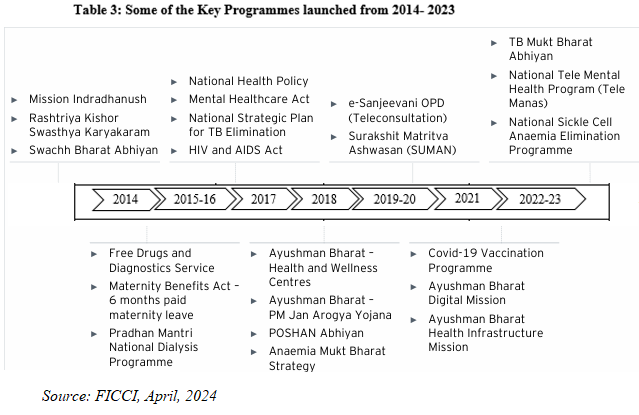 Table 3: Some of the Key Programmes launched from 2014- 2023
Mission Indradhanush
Rashtriya Kishor
Swasthya Karyakaram
Swachh Bharat Abhiyan
National Health Policy
Mental Healthcare Act
National Strategic Plan
for TB Elimination
HIV and AIDS Act
e-Sanjeevani OPD
(Teleconsultation)
Surakshit Matritva
Ashwasan (SUMAN)
TB Mukt Bharat
Abhiyan
National Tele Mental
Health Program (Tele
Manas)
National Sickle Cell
Anaemia Elimination
Programme
2014
2015-16
2017
2018
2019-20
2021
2022-23
Free Drugs and
Diagnostics Service
Maternity Benefits Act –
6 months paid
maternity leave
Pradhan Mantri
National Dialysis
Programme
Ayushman Bharat –
Health and Wellness
Centres
Ayushman Bharat –
PM Jan Arogya Yojana
POSHAN Abhiyan
Anaemia Mukt Bharat
Strategy
Covid-19 Vaccination
Programme
Ayushman Bharat
Digital Mission
Ayushman Bharat
Health Infrastructure
Mission
Source: FICCI, April, 2024